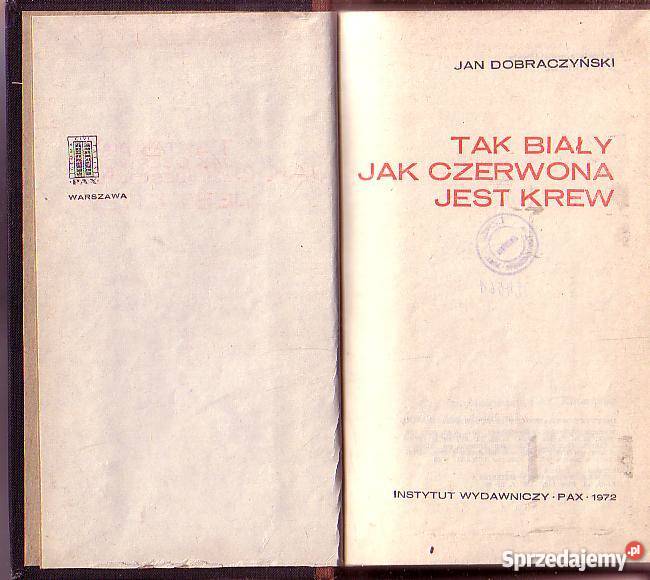 PAX
WARSZAWA
JAN DOBRACZYŃSKI
TAK BIAŁY
JAK CZERWONA
JEST KREW
INSTYTUT WYDAWNICZY · PAX · 1972
Sprzedajemy.pl